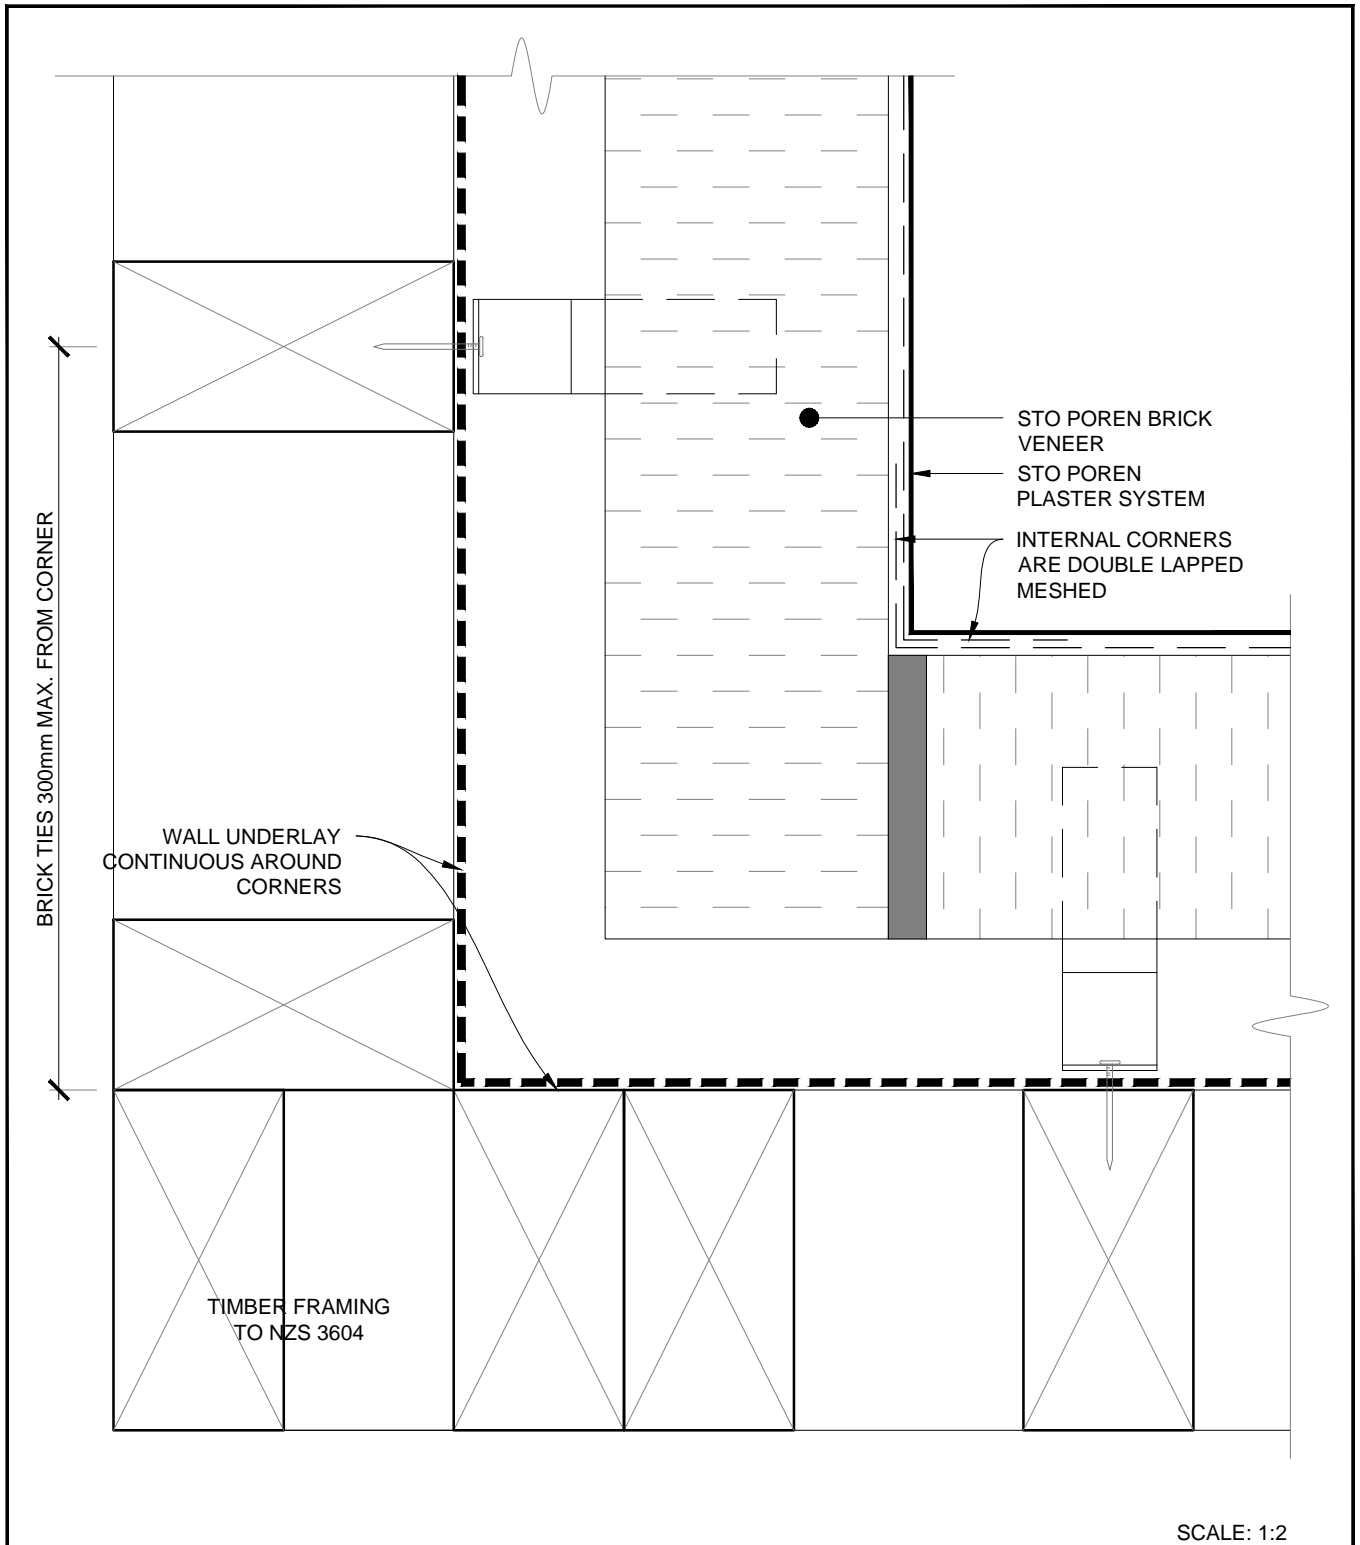 STO POREN BRICK
VENEER
STO POREN
PLASTER SYSTEM
INTERNAL CORNERS
ARE DOUBLE LAPPED
MESHED
BRICK TIES 300mm MAX. FROM CORNER
WALL UNDERLAY
CONTINUOUS AROUND
CORNERS
TIMBER FRAMING
TO NZS 3604
SCALE: 1:2